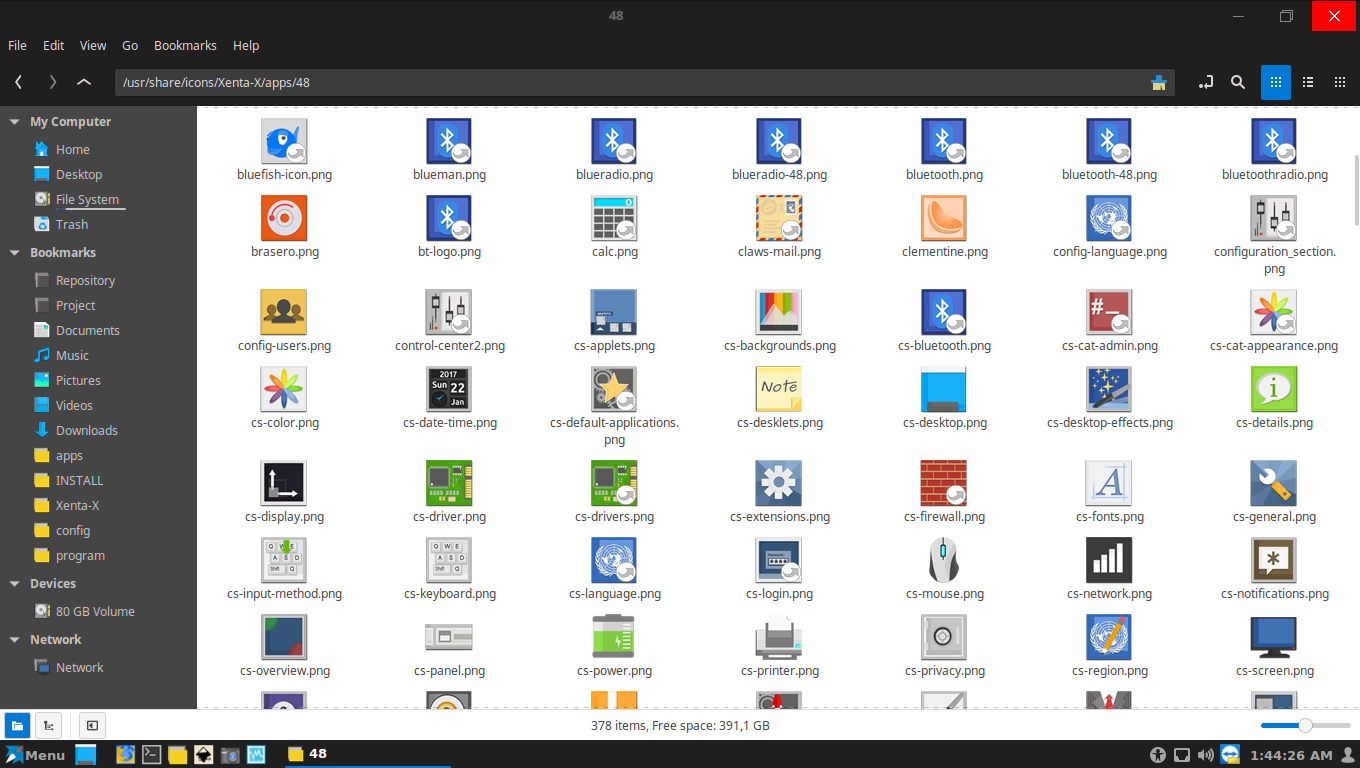 48
File Edit View Go Bookmarks Help
/usr/share/icons/Xenta-X/apps/48
My Computer
Home
Desktop
File System
Trash
Bookmarks
Repository
Project
Documents
Music
Pictures
Videos
Downloads
apps
INSTALL
Xenta-X
config
program
Devices
80 GB Volume
Network
Network
bluefish-icon.png
blueman.png
blueradio.png
blueradio-48.png
bluetooth.png
bluetooth-48.png
bluetoothradio.png
brasero.png
bt-logo.png
calc.png
claws-mail.png
clementine.png
config-language.png
configuration_section.
png
config-users.png
control-center2.png
cs-applets.png
cs-backgrounds.png
cs-bluetooth.png
#_
cs-cat-admin.png
cs-cat-appearance.png
cs-color.png
2017
Sun 22
Jan
cs-date-time.png
cs-default-applications.
png
Note
cs-desklets.png
cs-desktop.png
cs-desktop-effects.png
i
cs-details.png
cs-display.png
cs-driver.png
cs-drivers.png
cs-extensions.png
cs-firewall.png
A
cs-fonts.png
cs-general.png
Q W E
A S D
Shift Q
cs-input-method.png
Q W E
A S D
Shift Q
cs-keyboard.png
cs-language.png
cs-login.png
cs-mouse.png
cs-network.png
*
cs-notifications.png
cs-overview.png
cs-panel.png
cs-power.png
cs-printer.png
cs-privacy.png
cs-region.png
cs-screen.png
378 items, Free space: 391,1 GB
Menu
48
1:44:26 AM